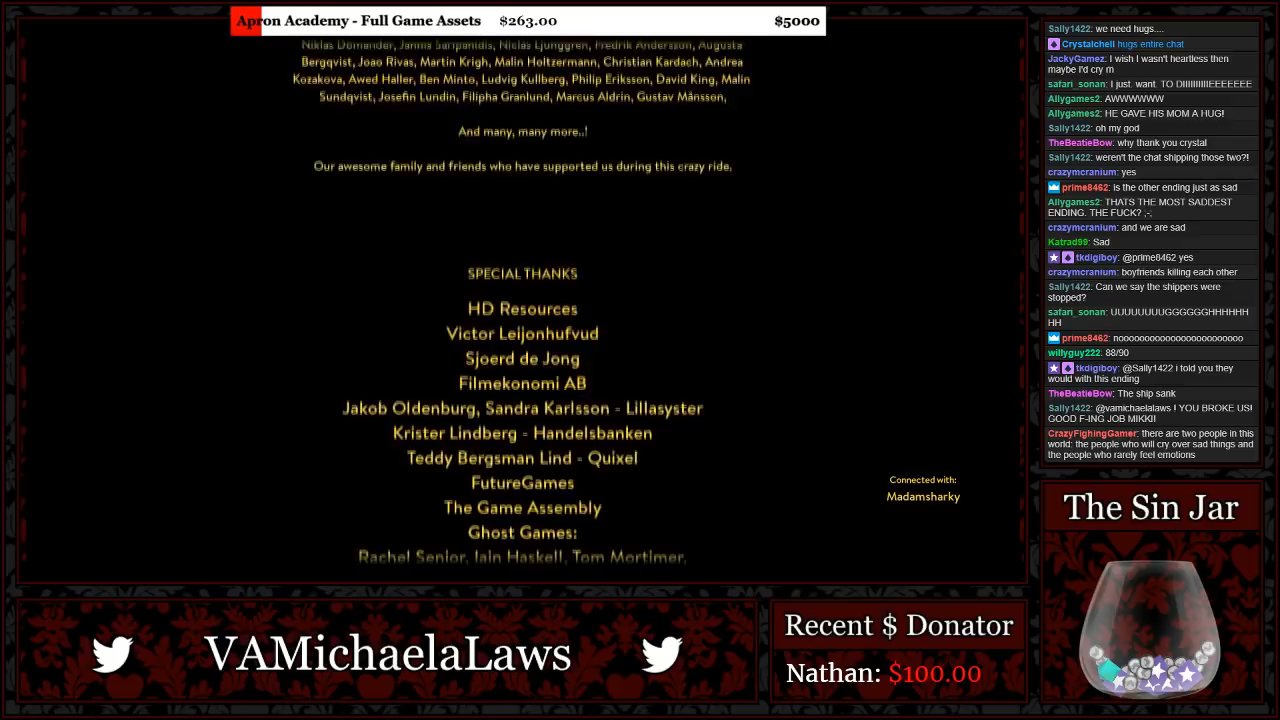 Apron Academy - Full Game Assets $263.00 $5000
Niklas Domander, Jannis Saripanidis, Niclas Ljunggren, Fredrik Andersson, Augusta
Bergqvist, Joao Rivas, Martin Krigh, Malin Holtzermann, Christian Kardach, Andrea
Kozakova, Awed Haller, Ben Minto, Ludvig Kullberg, Philip Eriksson, David King, Malin
Sundqvist, Josefin Lundin, Filipha Granlund, Marcus Aldrin, Gustav Månsson,
And many, many more..!
Our awesome family and friends who have supported us during this crazy ride.
SPECIAL THANKS
HD Resources
Victor Leijonhufvud
Sjoerd de Jong
Filmekonomi AB
Jakob Oldenburg, Sandra Karlsson - Lillasyster
Krister Lindberg - Handelsbanken
Teddy Bergsman Lind - Quixel
FutureGames
The Game Assembly
Ghost Games:
Rachel Senior, Iain Haskell, Tom Mortimer,
Connected with:
Madamsharky
Sally1422: we need hugs....
Crystalchell hugs entire chat
JackyGamez: I wish I wasn't heartless then
maybe I'd cry rn
safari_sonan: I just. want. TO DIIIIIIIIIEEEEEEE
Allygames2: AWWWWWW
Allygames2: HE GAVE HIS MOM A HUG!
Sally1422: oh my god
TheBeatieBow: why thank you crystal
Sally1422: weren't the chat shipping those two?!
crazymcranium: yes
prime8462: Is the other ending just as sad
Allygames2: THATS THE MOST SADDEST
ENDING. THE FUCK? ;-;
crazymcranium: and we are sad
Katrad99: Sad
tkdigiboy: @prime8462 yes
crazymcranium: boyfriends killing each other
Sally1422: Can we say the shippers were
stopped?
safari_sonan: UUUUUUUUGGGGGGHHHHHH
HH
prime8462: nooooooooooooooooooooooo
willyguy222: 88/90
tkdigiboy: @Sally1422 i told you they
would with this ending
TheBeatieBow: The ship sank
Sally1422: @vamichaelalaws ! YOU BROKE US!
GOOD F-ING JOB MIKKI!
CrazyFighingGamer: there are two people in this
world: the people who will cry over sad things and
the people who rarely feel emotions
The Sin Jar
VAMichaelaLaws
Recent $ Donator
Nathan: $100.00